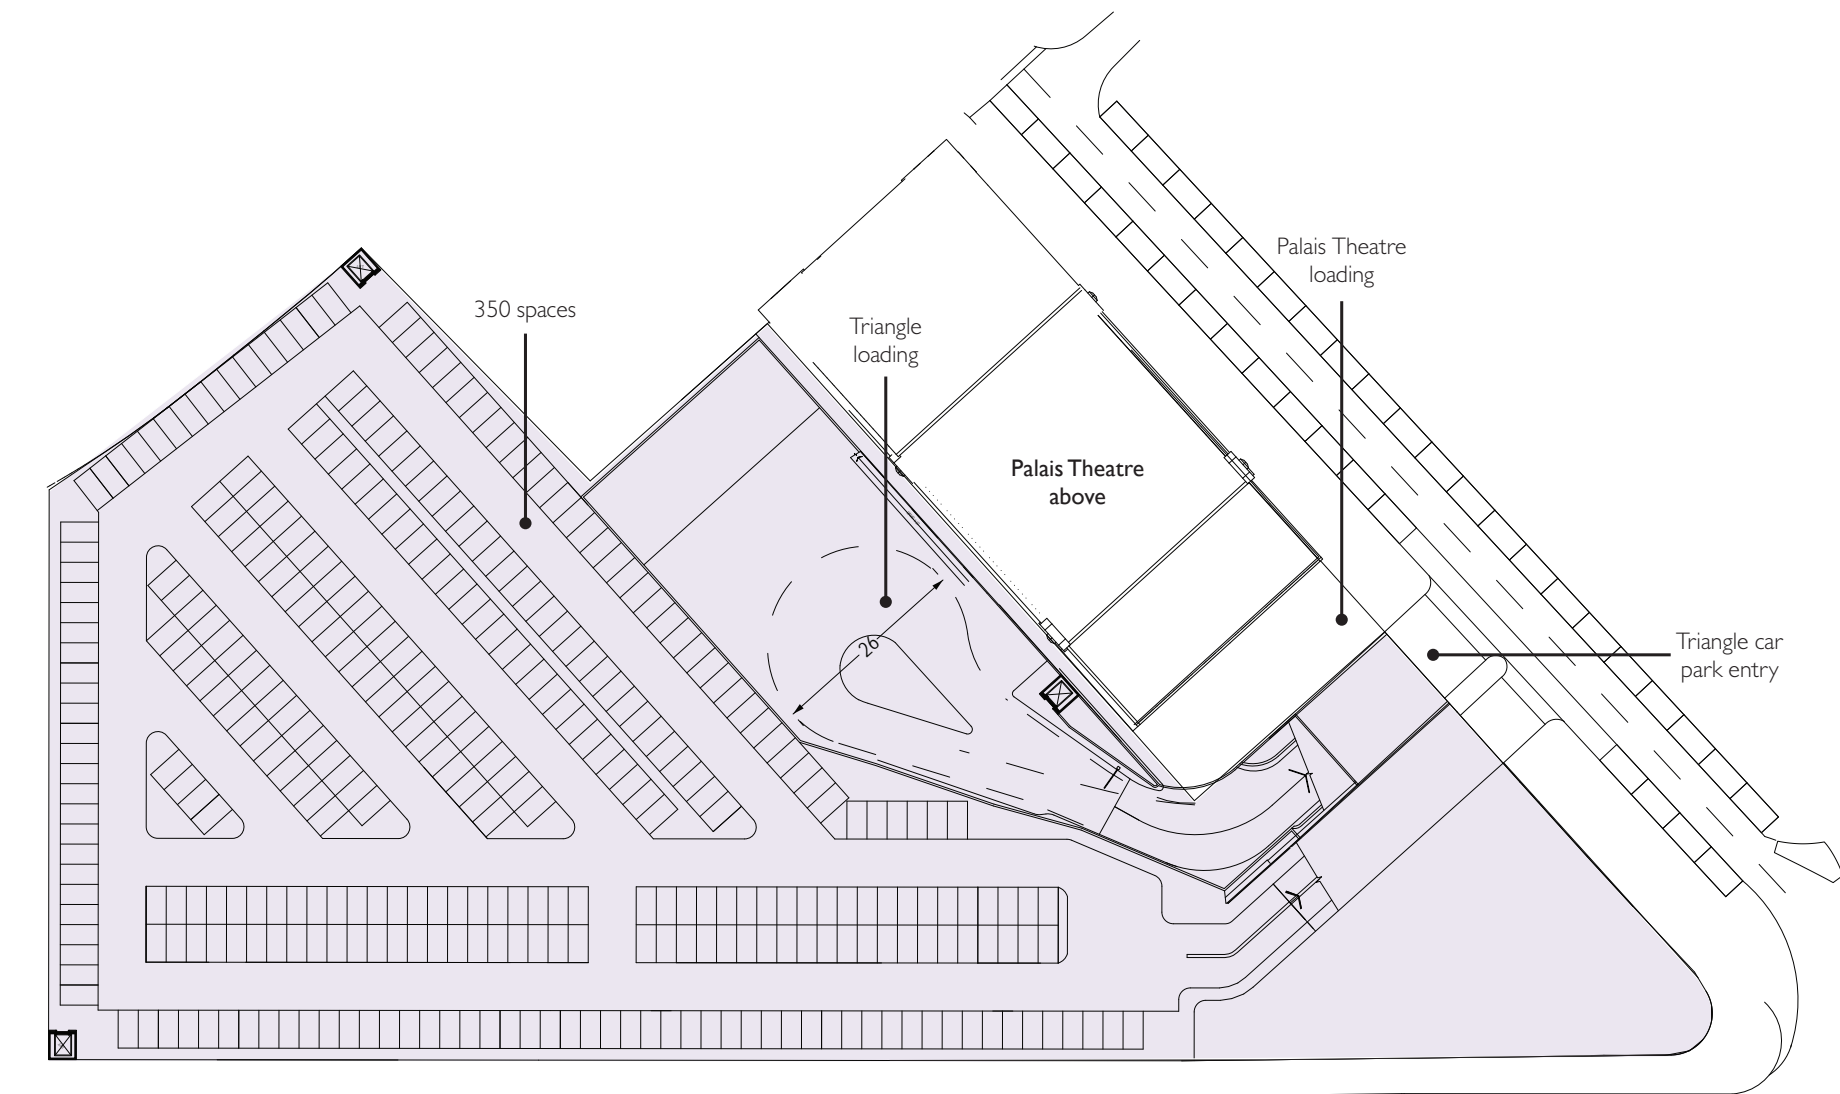 Palais Theatre
loading
350 spaces
Triangle
loading
Palais Theatre
above
26
Triangle car
park entry